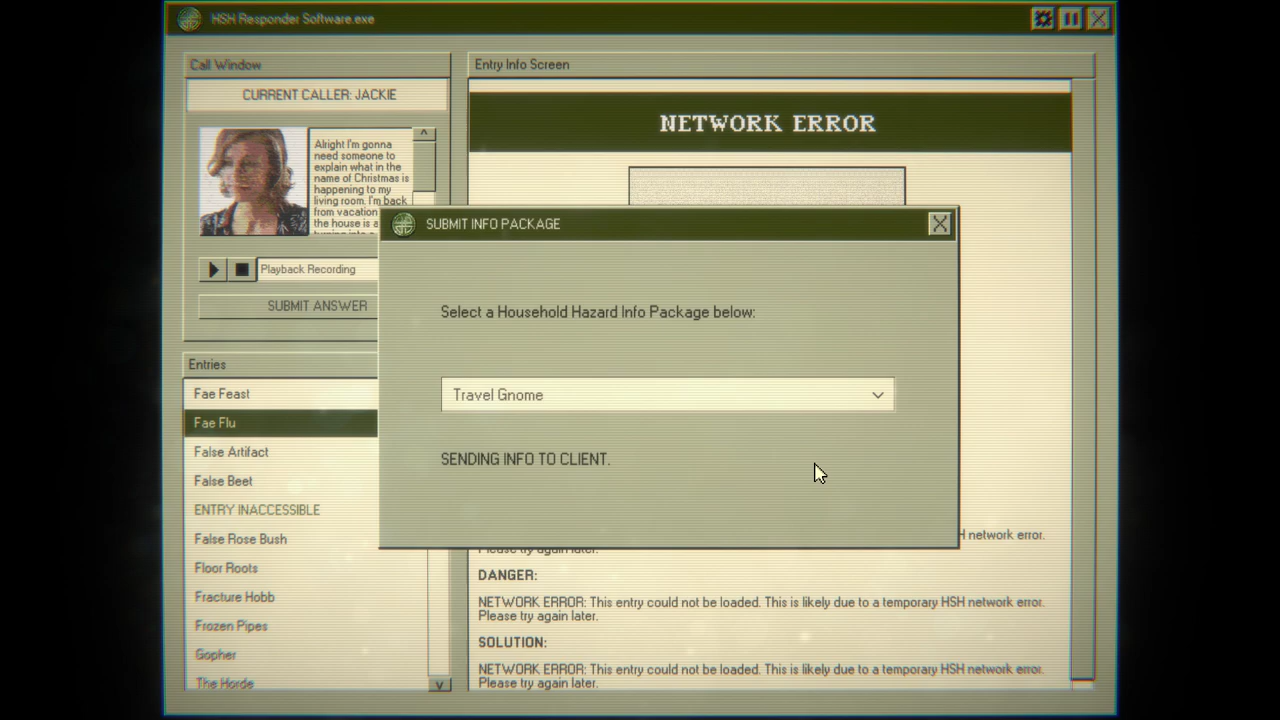 HSH Responder Software.exe
Call Window
CURRENT CALLER: JACKIE
Alright I'm gonna
need someone to
explain what in the
name of Christmas is
happening to my
living room. I'm back
from vacation
the house is a
Playback Recording
SUBMIT ANSWER
Entries
Fae Feast
Fae Flu
False Artifact
False Beet
ENTRY INACCESSIBLE
False Rose Bush
Floor Roots
Fracture Hobb
Frozen Pipes
Gopher
The Horde
Entry Info Screen
NETWORK ERROR
SUBMIT INFO PACKAGE
Select a Household Hazard Info Package below:
Travel Gnome
SENDING INFO TO CLIENT.
network error.
Please try again later.
DANGER:
NETWORK ERROR: This entry could not be loaded. This is likely due to a temporary HSH network error.
Please try again later.
SOLUTION:
NETWORK ERROR: This entry could not be loaded. This is likely due to a temporary HSH network error.
Please try again later.